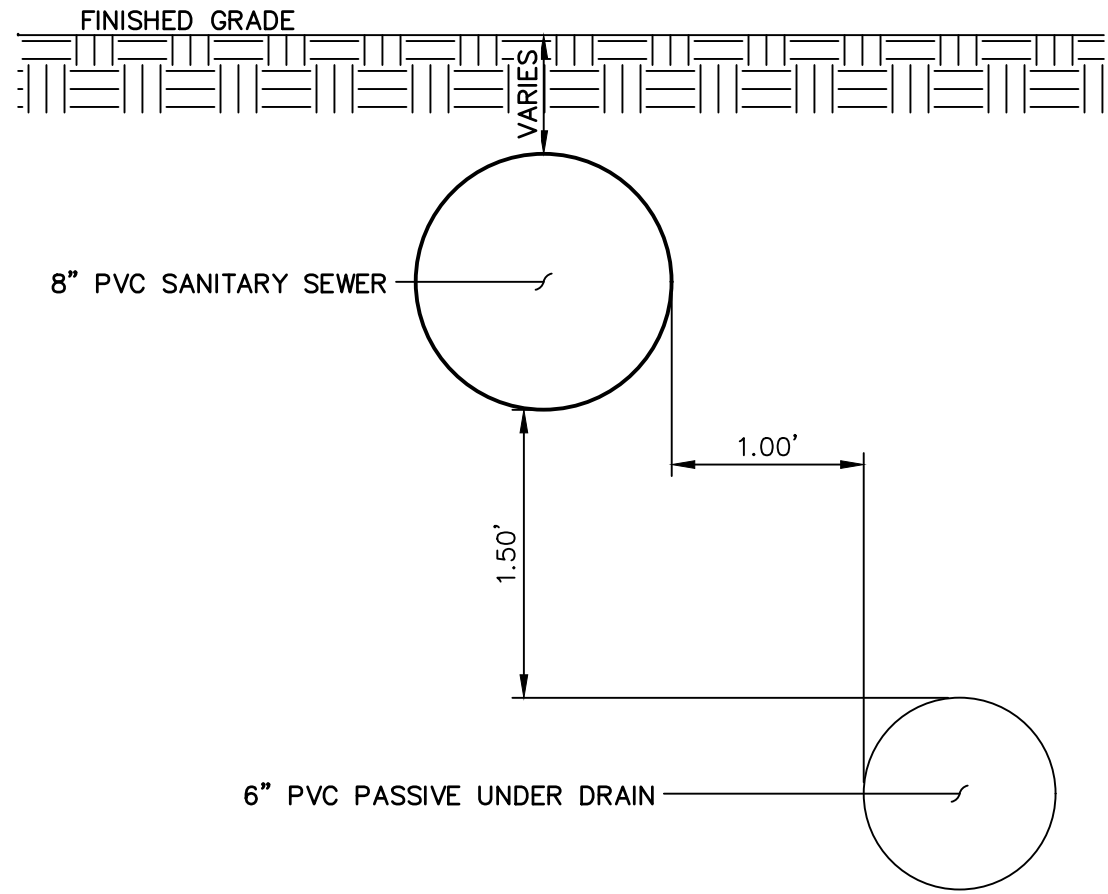 FINISHED GRADE
VARIES
8" PVC SANITARY SEWER
1.00'
1.50'
6" PVC PASSIVE UNDER DRAIN